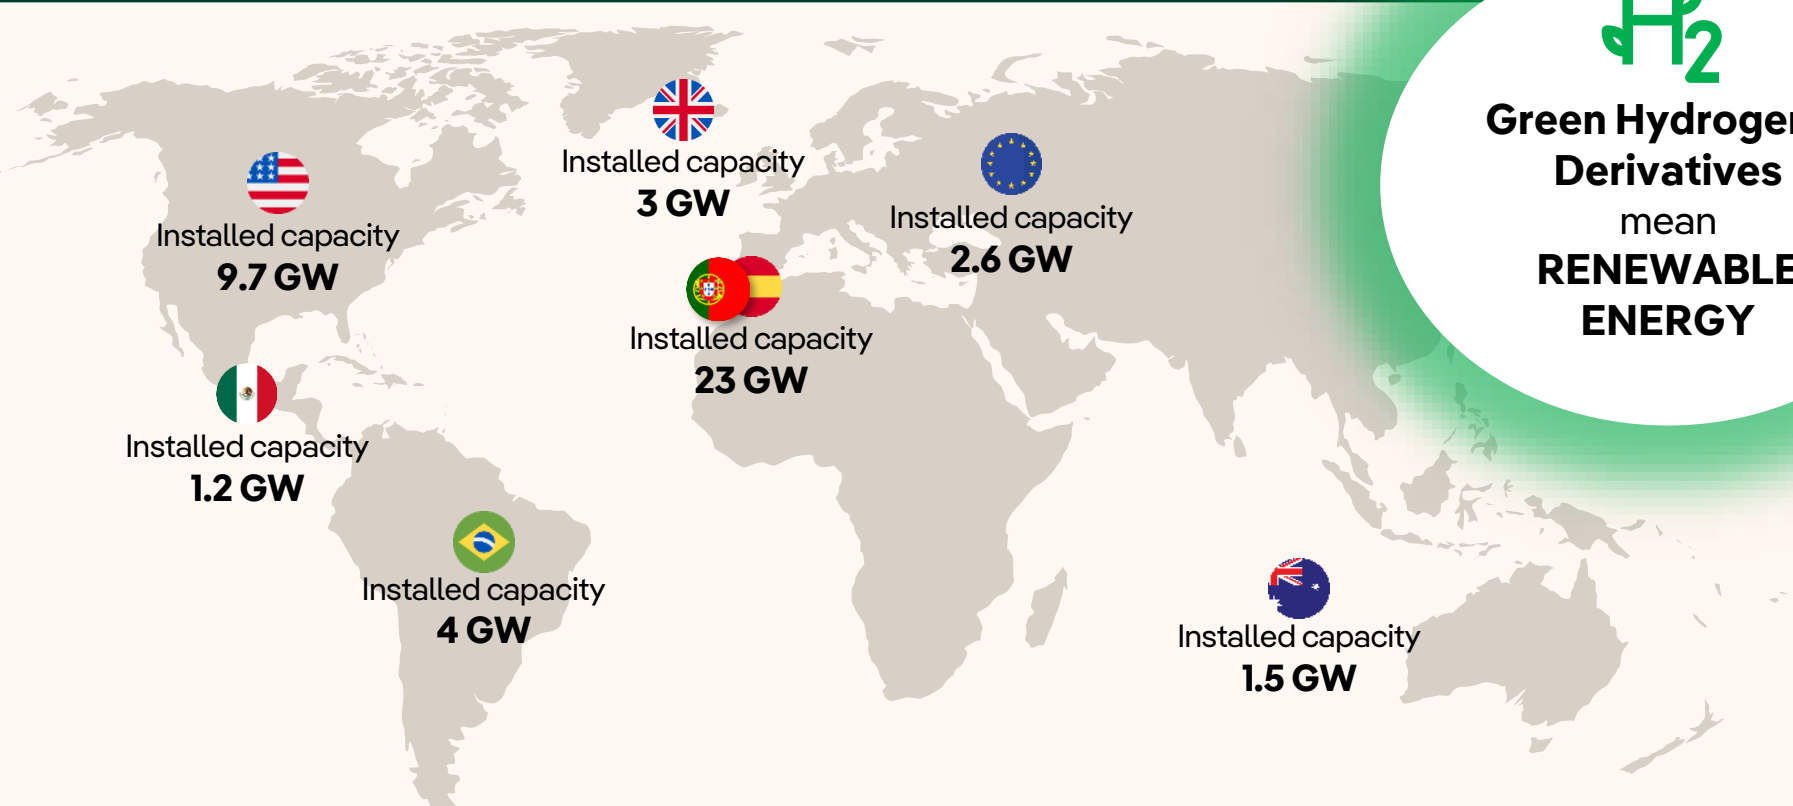 H2
Green Hydrogen
Derivatives
mean
RENEWABLE
ENERGY
Installed capacity
3 GW
Installed capacity
2.6 GW
Installed capacity
9.7 GW
Installed capacity
23 GW
Installed capacity
1.2 GW
Installed capacity
4 GW
Installed capacity
1.5 GW